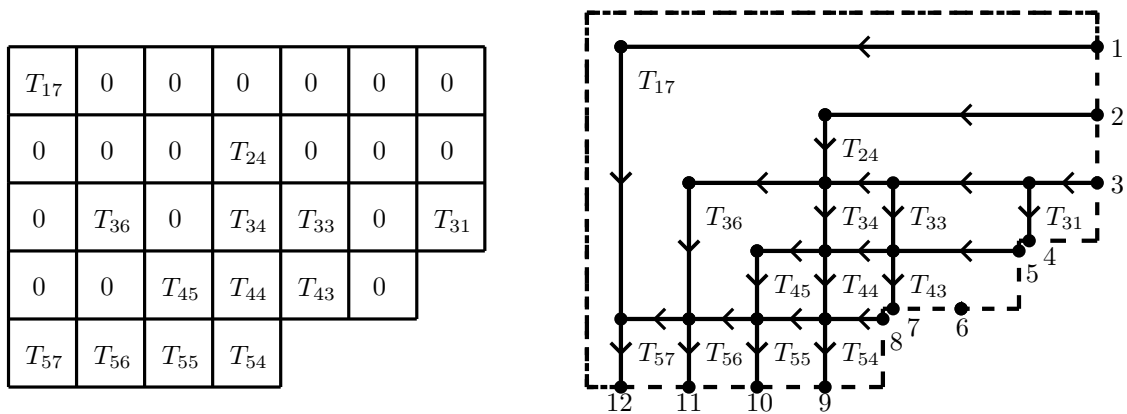 T17 0 0 0 0 0 0
0 0 0 T24 0 0 0
0 T36 0 T34 T33 0 T31
0 0 T45 T44 T43 0
T57 T56 T55 T54
1
T17
2
T24
3
T36 T34 T33 T31
4
5
T45 T44 T43
6
7
8
T57 T56 T55 T54
12 11 10 9